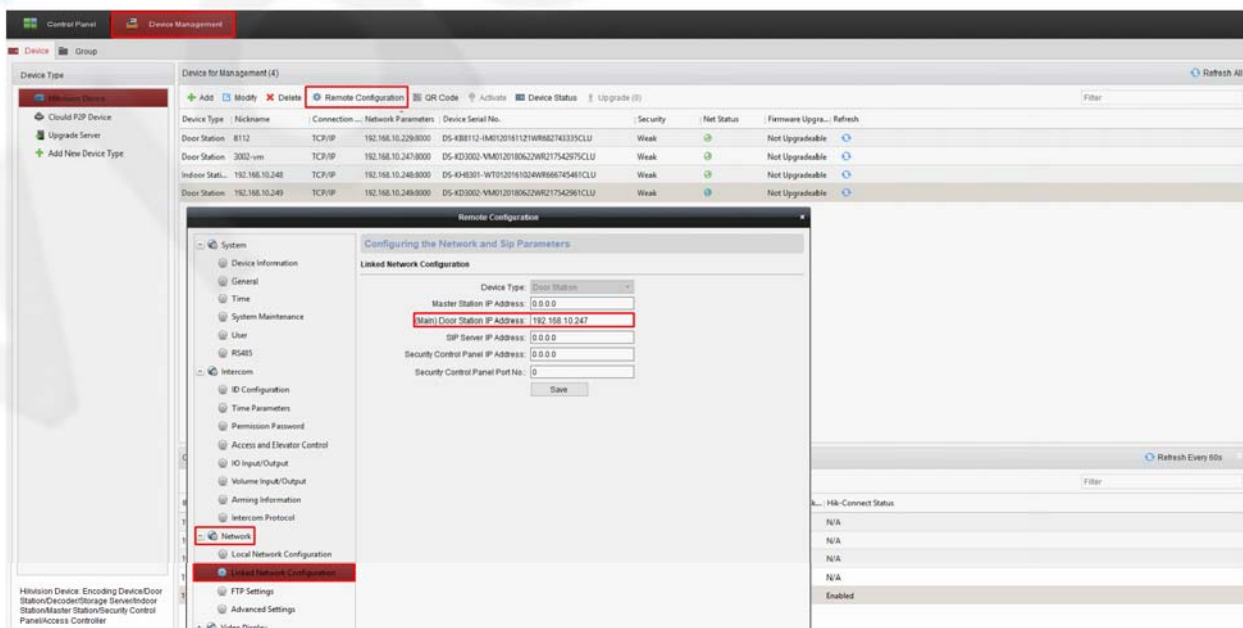 Control Panel Device Management
Device Group
Device Type
Hikvision Device
Clould P2P Device
Upgrade Server
Add New Device Type
Hikvision Device: Encoding Device/Door
Station/Decoder/Storage Server/Indoor
Station/Master Station/Security Control
Panel/Access Controller
Device for Management (4) Refresh All
Add Modify Delete Remote Configuration QR Code Activate Device Status Upgrade (0) Filter
Device Type Nickname Connection ... Network Parameters Device Serial No. Security Net Status Firmware Upgra... Refresh
Door Station 8112 TCP/IP 192.168.10.229:8000 Weak Not Upgradeable
Door Station 3002-vm TCP/IP 192.168.10.247:8000 DS-KD3002-VM0120180622WR217542975CLU Weak Not Upgradeable
Indoor Stati... 192.168.10.248 TCP/IP 192.168.10.248:8000 DS-KH8301-WT0120161024WR666745461CLU Weak Not Upgradeable
Door Station 192.168.10.249 TCP/IP 192.168.10.249:8000 DS-KD3002-VM0120180622WR217542961CLU Weak Not Upgradeable
Remote Configuration
System
Device Information
General
Time
System Maintenance
User
RS485
Intercom
ID Configuration
Time Parameters
Permission Password
Access and Elevator Control
IO Input/Output
Volume Input/Output
Arming Information
Intercom Protocol
Network
Local Network Configuration
Linked Network Configuration
FTP Settings
Advanced Settings
Video Display
Configuring the Network and Sip Parameters
Linked Network Configuration
Device Type: Door Station
Master Station IP Address: 0.0.0.0
(Main) Door Station IP Address: 192.168.10.247
SIP Server IP Address: 0.0.0.0
Security Control Panel IP Address: 0.0.0.0
Security Control Panel Port No.: 0
Save
Refresh Every 60s
Filter
Hik-Connect Status
N/A
N/A
N/A
N/A
Enabled